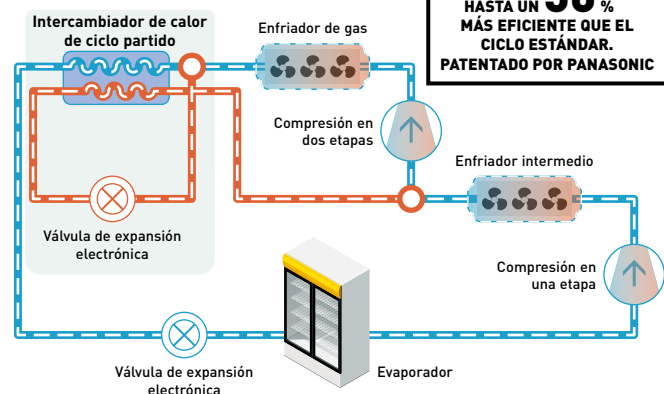 Intercambiador de calor
de ciclo partido
Enfriador de gas
HASTA UN %
MÁS EFICIENTE QUE EL
CICLO ESTÁNDAR.
PATENTADO POR PANASONIC
Compresión en
dos etapas
Enfriador intermedio
Válvula de expansión
electrónica
Compresión en
una etapa
Válvula de expansión
electrónica
Evaporador